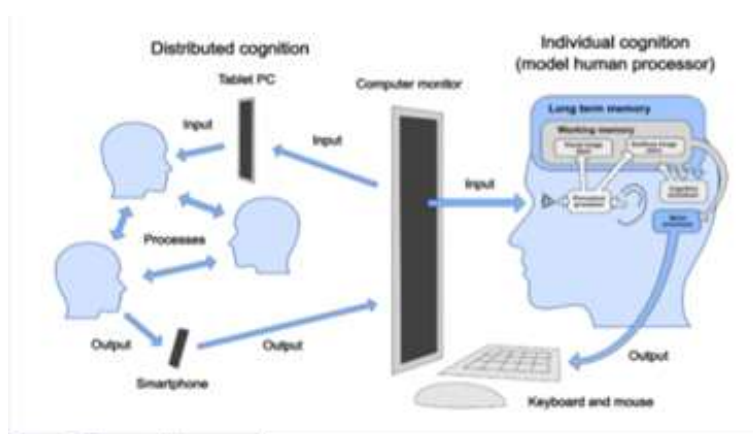 Distributed cognition
Individual cognition
(model human processor)
Tablet PC
Computer monitor
Long term memory
Working memory
Input
Input
Input
Processes
Output
Output
Output
Smartphone
Keyboard and mouse